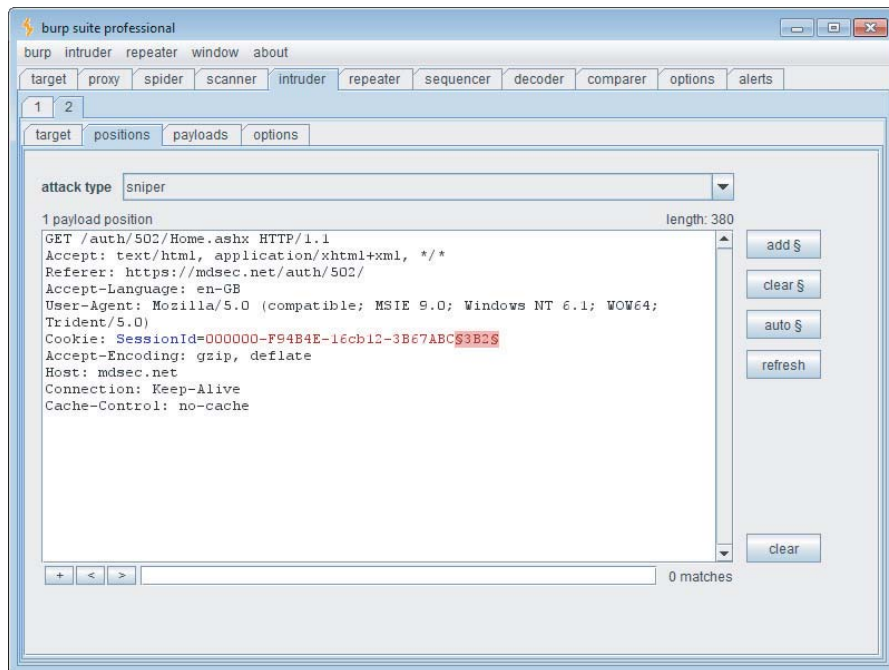 burp suite professional
burp intruder repeater window about
target proxy spider scanner intruder repeater sequencer decoder comparer options alerts
1 2
target positions payloads options
attack type sniper
1 payload position length: 380
GET /auth/502/Home.ashx HTTP/1.1
Accept: text/html, application/xhtml+xml, */*
Referer: https://mdsec.net/auth/502/
Accept-Language: en-GB
User-Agent: Mozilla/5.0 (compatible; MSIE 9.0; Windows NT 6.1; WOW64;
Trident/5.0)
Cookie: SessionId=000000-F94B4E-16cb12-3B67ABC§3B2§
Accept-Encoding: gzip, deflate
Host: mdsec.net
Connection: Keep-Alive
Cache-Control: no-cache
add §
clear §
auto §
refresh
clear
+ < > 0 matches